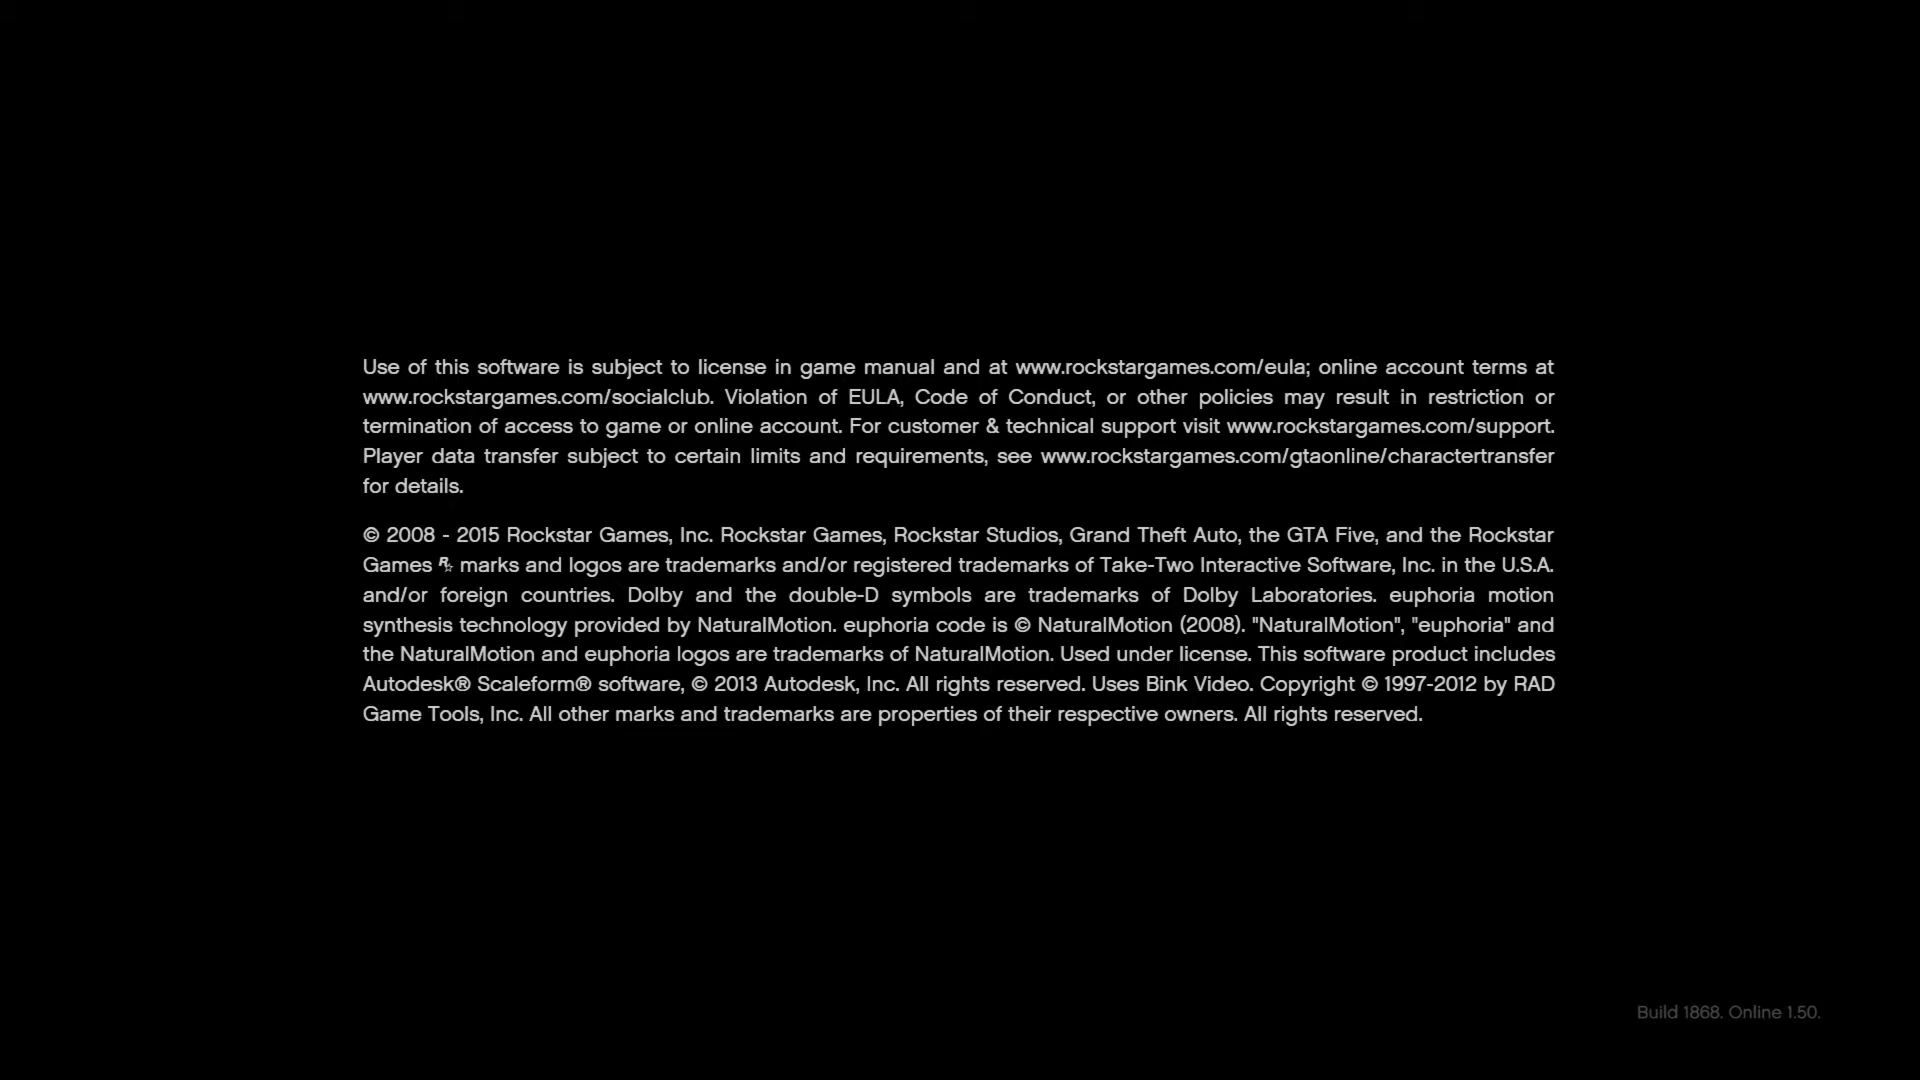 Use of this software is subject to license in game manual and at www.rockstargames.com/eula; online account terms at
www.rockstargames.com/socialclub. Violation of EULA, Code of Conduct, or other policies may result in restriction or
termination of access to game or online account. For customer & technical support visit www.rockstargames.com/support.
Player data transfer subject to certain limits and requirements, see www.rockstargames.com/gtaonline/charactertransfer
for details.
© 2008 - 2015 Rockstar Games, Inc. Rockstar Games, Rockstar Studios, Grand Theft Auto, the GTA Five, and the Rockstar
Games R☆ marks and logos are trademarks and/or registered trademarks of Take-Two Interactive Software, Inc. in the U.S.A.
and/or foreign countries. Dolby and the double-D symbols are trademarks of Dolby Laboratories. euphoria motion
synthesis technology provided by NaturalMotion. euphoria code is © NaturalMotion (2008). "NaturalMotion", "euphoria" and
the NaturalMotion and euphoria logos are trademarks of NaturalMotion. Used under license. This software product includes
Autodesk® Scaleform® software, © 2013 Autodesk, Inc. All rights reserved. Uses Bink Video. Copyright © 1997-2012 by RAD
Game Tools, Inc. All other marks and trademarks are properties of their respective owners. All rights reserved.
Build 1868. Online 1.50.